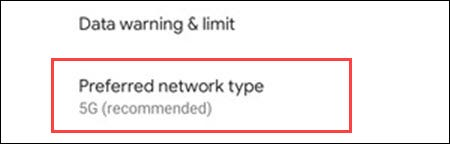 Data warning & limit
Preferred network type
5G (recommended)